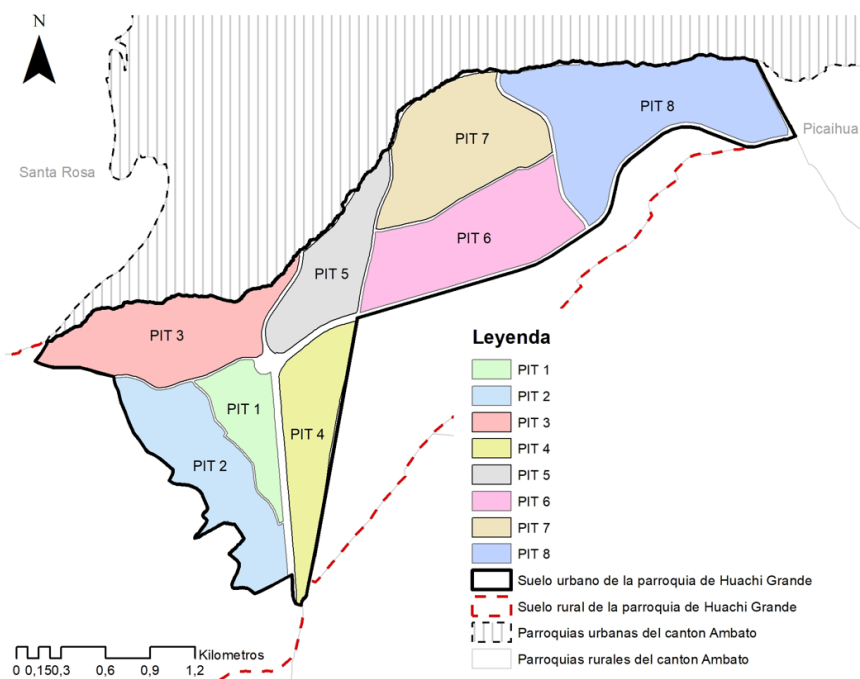 N
PIT 8
Picaihua
PIT 7
Santa Rosa
PIT 6
PIT 5
PIT 3
Leyenda
PIT 1
PIT 2
PIT 3
PIT 4
PIT 5
PIT 6
PIT 7
PIT 8
Suelo urbano de la parroquia de Huachi Grande
Suelo rural de la parroquia de Huachi Grande
Parroquias urbanas del canton Ambato
Parroquias rurales del canton Ambato
PIT 1
PIT 4
PIT 2
Kilometros
0 0,15 0,3 0,6 0,9 1,2